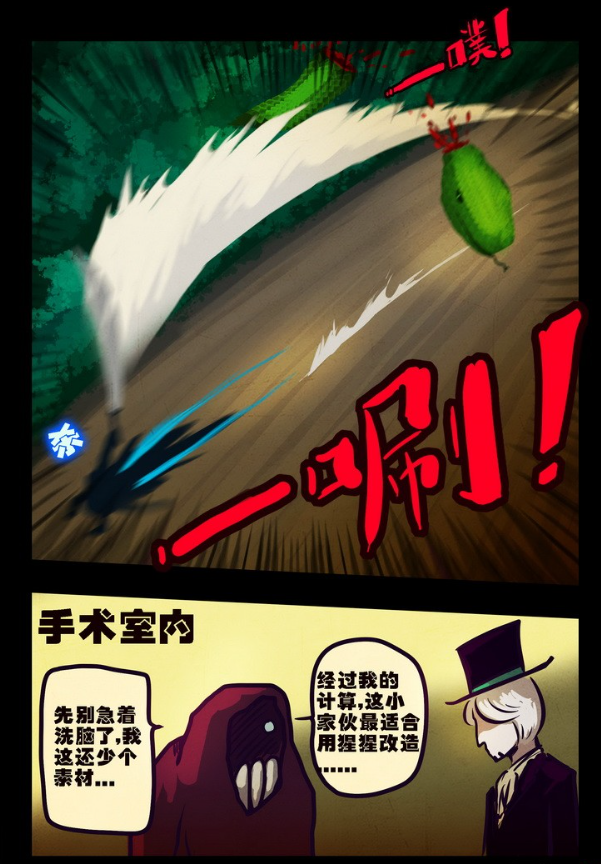 噗!
唰!
手术室内
先别急着
洗脑了,我
这还少个
素材...
经过我的
计算,这小
家伙最适合
用猩猩改造
......